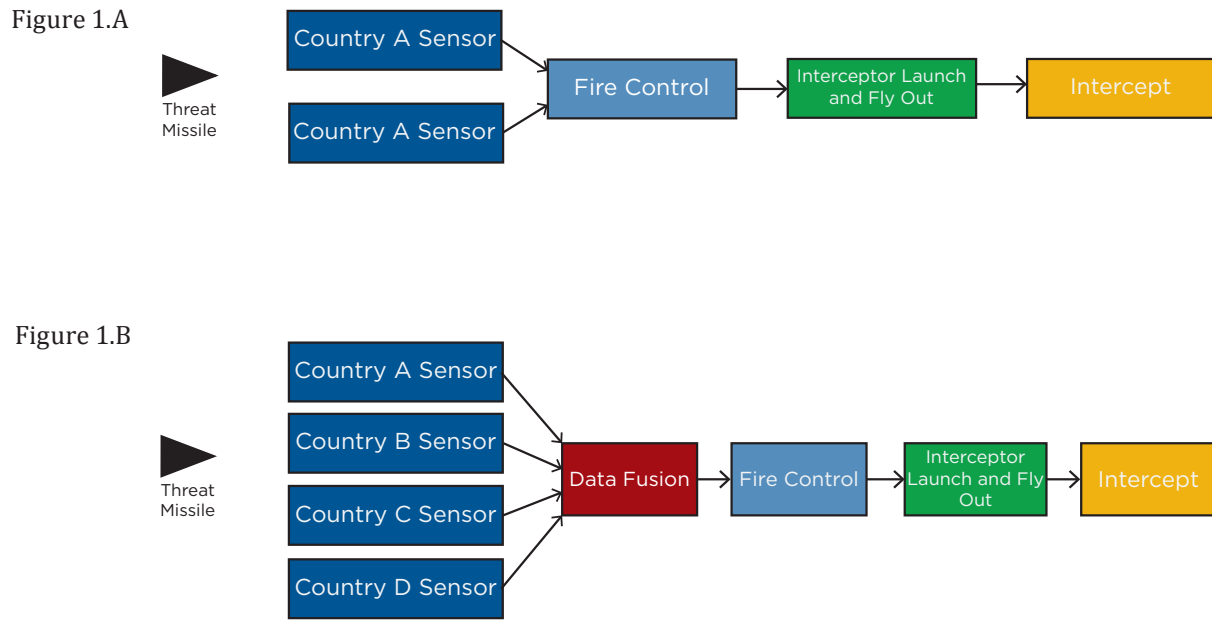 Figure 1.A
Country A Sensor
Threat
Missile
Country A Sensor
Fire Control
Interceptor Launch
and Fly Out
Intercept
Figure 1.B
Country A Sensor
Country B Sensor
Threat
Missile
Country C Sensor
Country D Sensor
Data Fusion
Fire Control
Interceptor
Launch and Fly
Out
Intercept